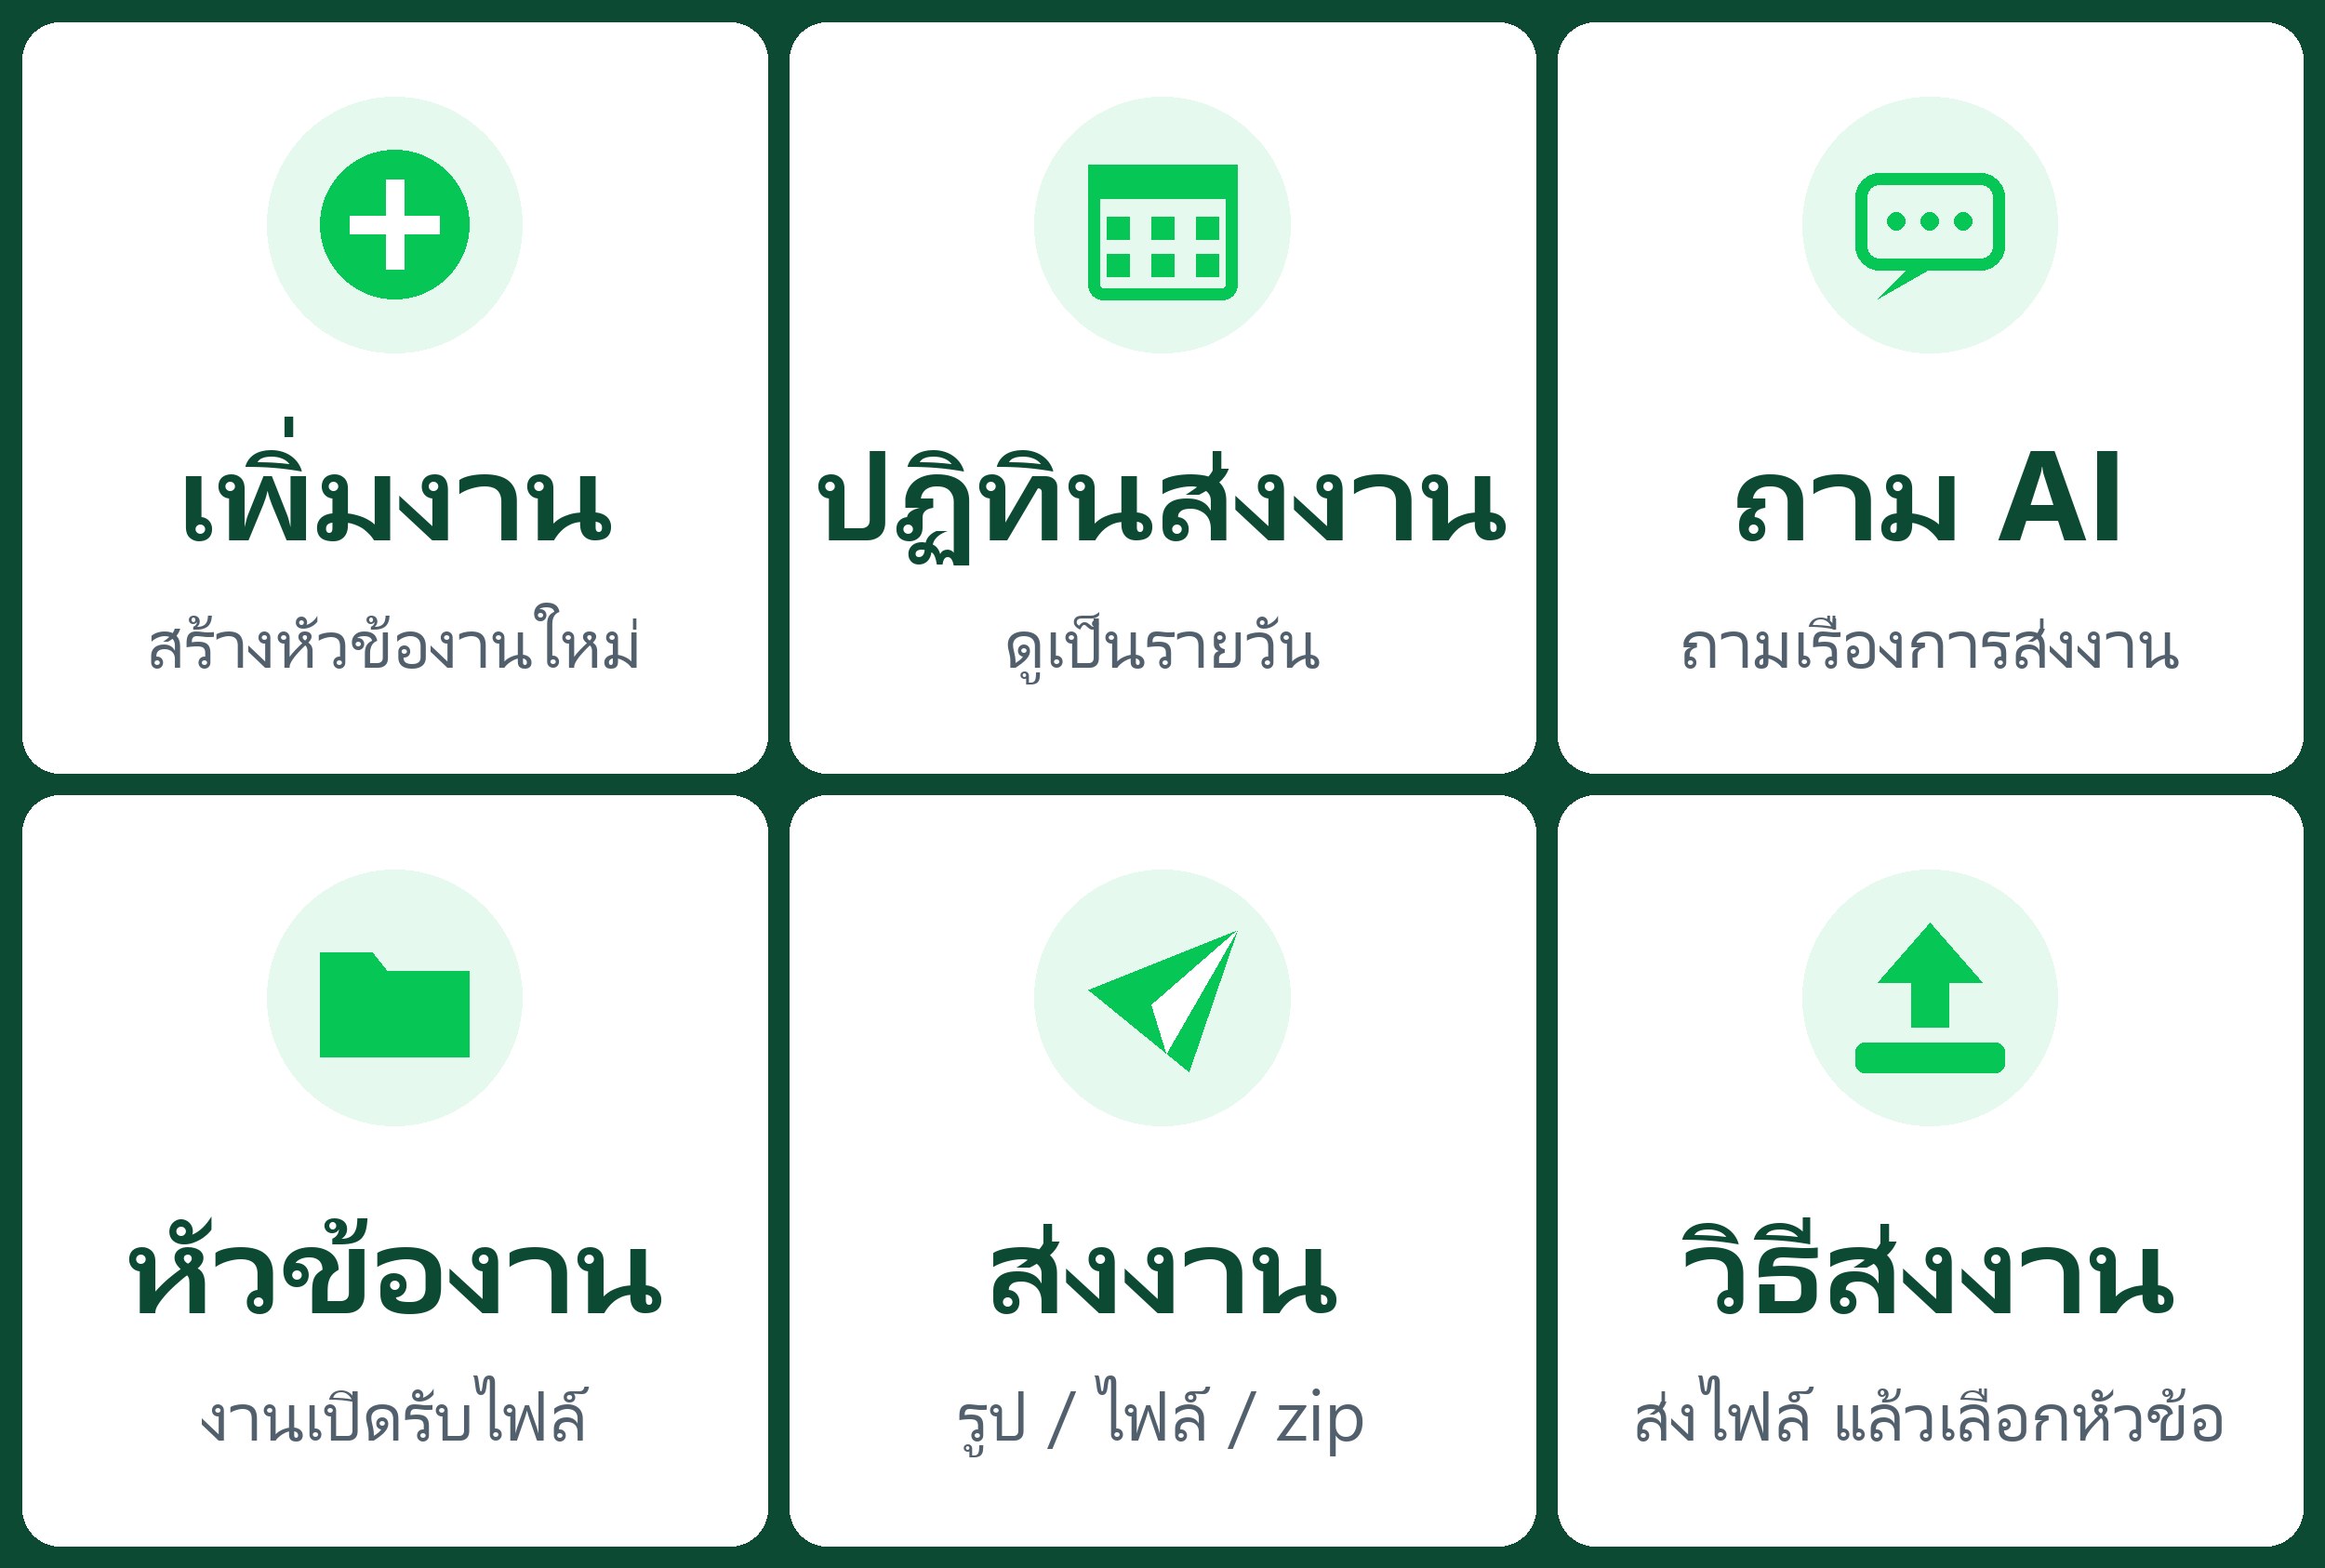 เพิ่มงาน
สร้างหัวข้องานใหม่
ปฏิทินส่งงาน
ดูเป็นรายวัน
ถาม AI
ถามเรื่องการส่งงาน
หัวข้องาน
งานเปิดรับไฟล์
ส่งงาน
รูป / ไฟล์ / zip
วิธีส่งงาน
ส่งไฟล์ แล้วเลือกหัวข้อ